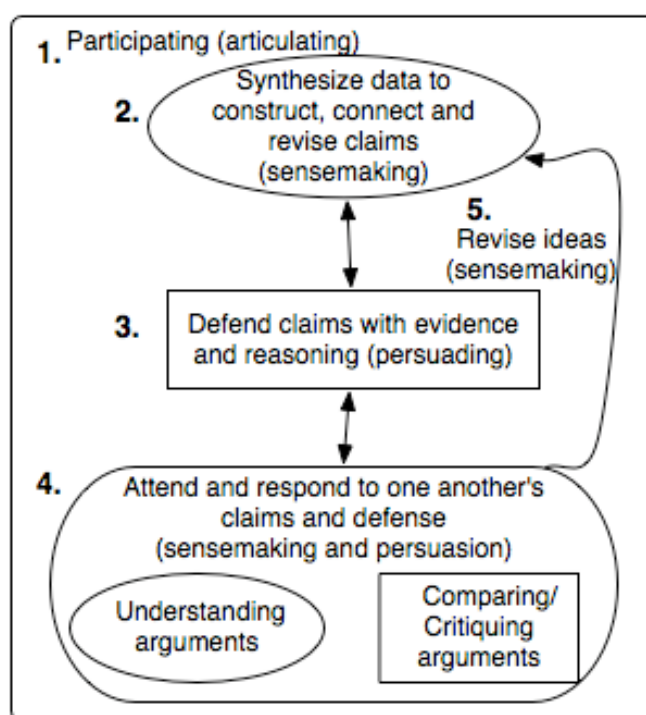 1. Participating (articulating)
2. Synthesize data to
construct, connect and
revise claims
(sensemaking)
5.
Revise ideas
(sensemaking)
3. Defend claims with evidence
and reasoning (persuading)
4. Attend and respond to one another's
claims and defense
(sensemaking and persuasion)
Understanding
arguments
Comparing/
Critiquing
arguments